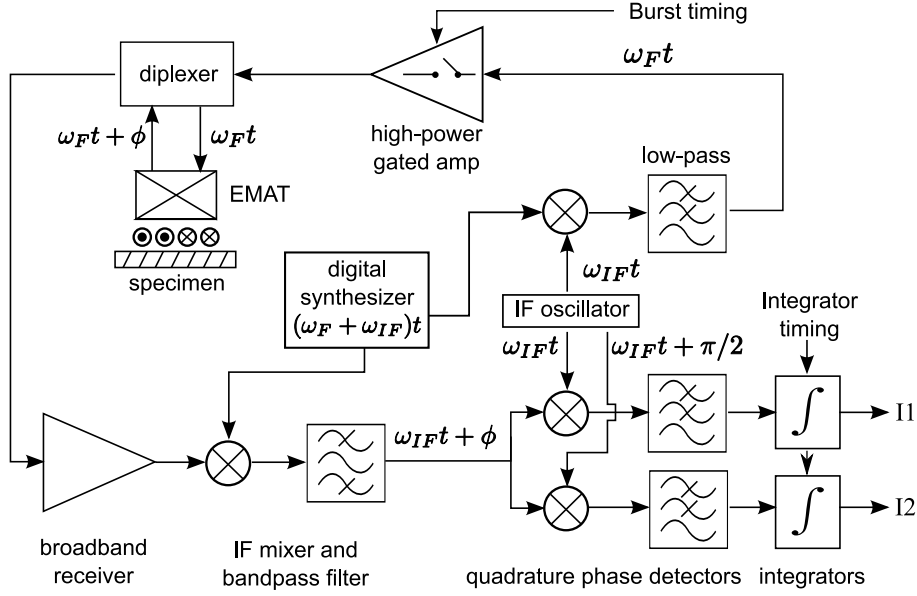 Burst timing
diplexer
ω_F t
ω_F t + ϕ
ω_F t
high-power
gated amp
low-pass
EMAT
specimen
digital
synthesizer
(ω_F + ω_IF)t
ω_IF t
IF oscillator
Integrator
timing
ω_IF t
ω_IF t + π/2
ω_IF t + ϕ
∫
I1
∫
I2
broadband
receiver
IF mixer and
bandpass filter
quadrature phase detectors
integrators